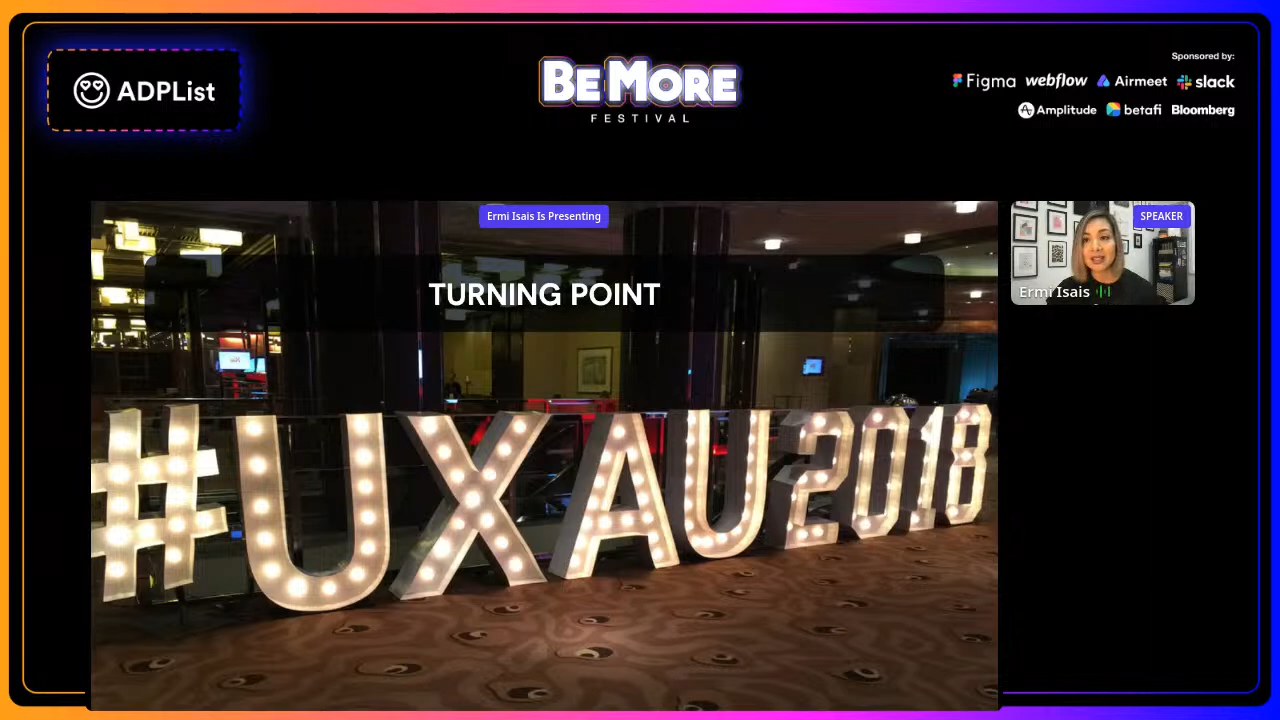 ADPList
BE MORE
FESTIVAL
Sponsored by:
Figma webflow Airmeet slack
Amplitude betafi Bloomberg
Ermi Isais Is Presenting
SPEAKER
TURNING POINT
Ermi Isais
#UXAU2018